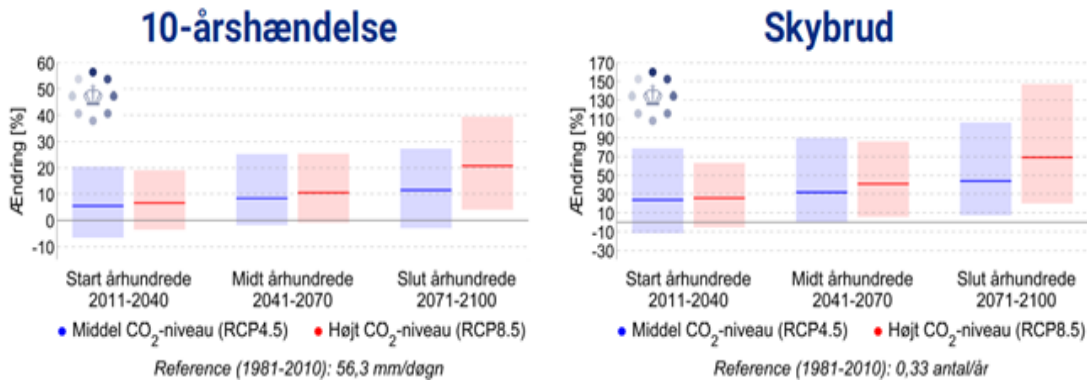 10-årshændelse
Ændring [%]
60
50
40
30
20
10
0
-10
Start århundrede
2011-2040
Midt århundrede
2041-2070
Slut århundrede
2071-2100
Middel CO2-niveau (RCP4.5)
Højt CO2-niveau (RCP8.5)
Reference (1981-2010): 56,3 mm/døgn
Skybrud
Ændring [%]
170
150
130
110
90
70
50
30
10
-10
-30
Start århundrede
2011-2040
Midt århundrede
2041-2070
Slut århundrede
2071-2100
Middel CO2-niveau (RCP4.5)
Højt CO2-niveau (RCP8.5)
Reference (1981-2010): 0,33 antal/år